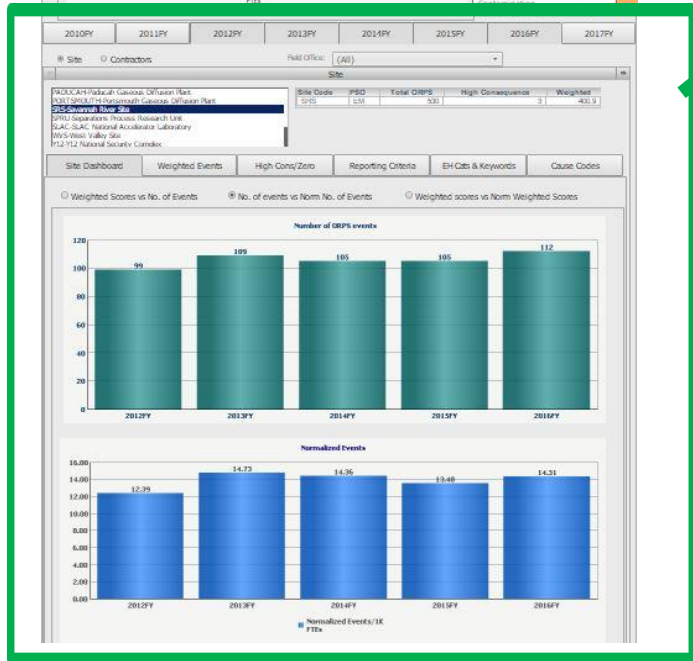 FTEs
2010FY 2011FY 2012FY 2013FY 2014FY 2015FY 2016FY 2017FY
Site Contractors Field Office: (All)
Site
PADUCAH-Paducah Gaseous Diffusion Plant
PORTSMOUTH-Portsmouth Gaseous Diffusion Plant
SRS-Savannah River Site
SPRU-Separations Process Research Unit
SLAC-SLAC National Accelerator Laboratory
WVS-West Valley Site
Y12-Y12 National Security Complex
Site Code PSO Total ORPS High Consequence Weighted
EM 530 3 400.9
Site Dashboard Weighted Events High Cons/Zero Reporting Criteria EH Cats & Keywords Cause Codes
Weighted Scores vs No. of Events No. of events vs Norm No. of Events Weighted scores vs Norm Weighted Scores
Number of ORPS events
120
100
80
60
40
20
0
99 109 105 105 112
2012FY 2013FY 2014FY 2015FY 2016FY
Normalized Events
16.00
14.00
12.00
10.00
8.00
6.00
4.00
2.00
0.00
12.39 14.73 14.36 13.48 14.31
2012FY 2013FY 2014FY 2015FY 2016FY
Normalized Events/1K
FTEs